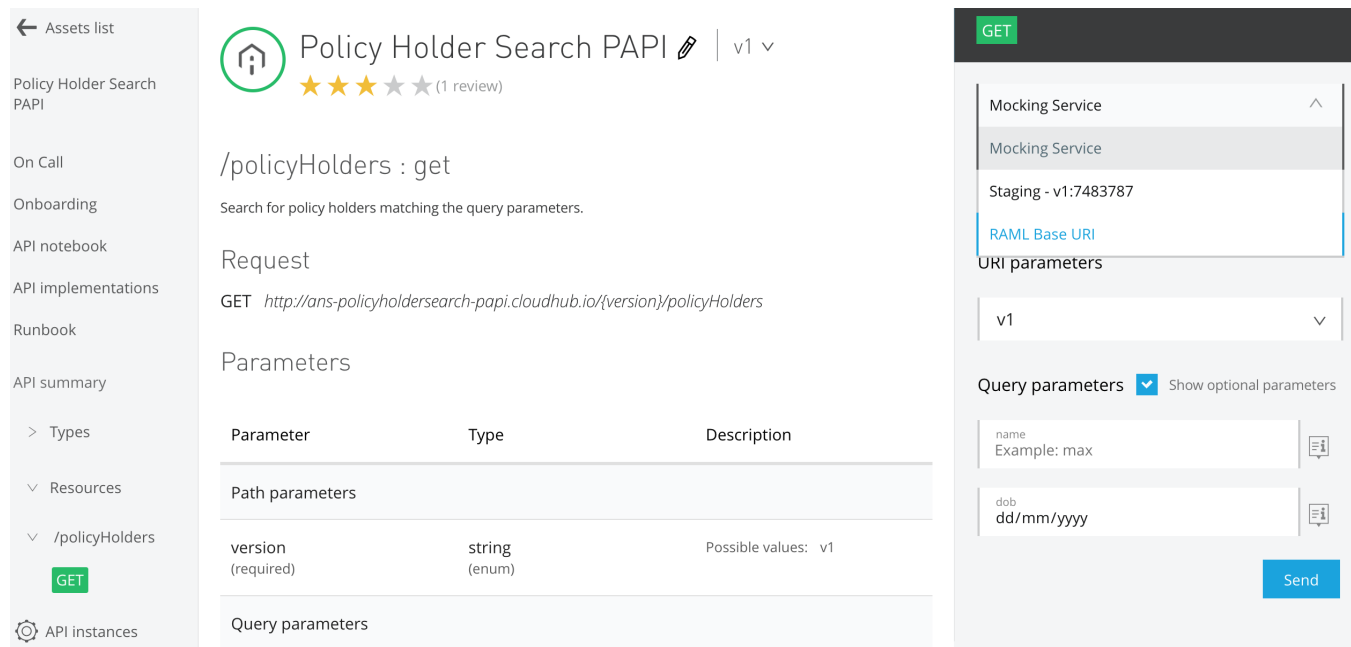 Assets list
Policy Holder Search
PAPI
On Call
Onboarding
API notebook
API implementations
Runbook
API summary
Types
Resources
/policyHolders
GET
API instances
Policy Holder Search PAPI
v1
(1 review)
/policyHolders : get
Search for policy holders matching the query parameters.
Request
GET http://ans-policyholdersearch-papi.cloudhub.io/{version}/policyHolders
Parameters
Parameter Type Description
Path parameters
version string Possible values: v1
(required) (enum)
Query parameters
GET
Mocking Service
Mocking Service
Staging - v1:7483787
RAML Base URI
URI parameters
v1
Query parameters Show optional parameters
name
Example: max
dob
dd/mm/yyyy
Send